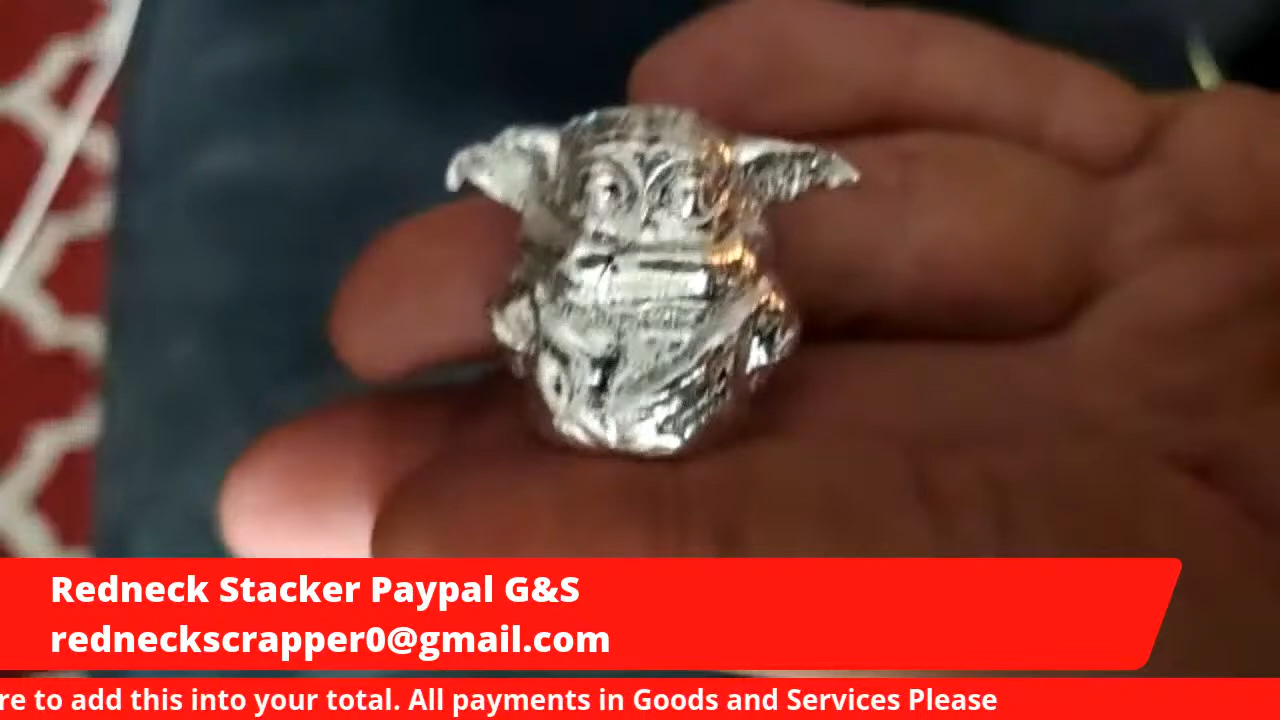 Redneck Stacker Paypal G&S
redneckscrapper0@gmail.com
re to add this into your total. All payments in Goods and Services Please